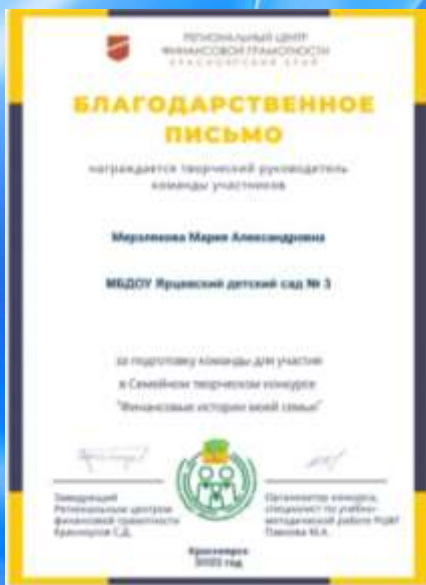 РЕГИОНАЛЬНЫЙ ЦЕНТР
ФИНАНСОВОЙ ГРАМОТНОСТИ
КРАСНОЯРСКИЙ КРАЙ
БЛАГОДАРСТВЕННОЕ
ПИСЬМО
награждается творческий руководитель
команды участников
Мерзлякова Мария Александровна
МБДОУ Ярцевский детский сад № 3
за подготовку команды для участия
в Семейном творческом конкурсе
"Финансовые истории моей семьи"
Заведующий
Региональным центром
финансовой грамотности
С.Д.
Организатор конкурса,
специалист по учебно-
методической работе РЦФГ
М.А.
Красноярск
год